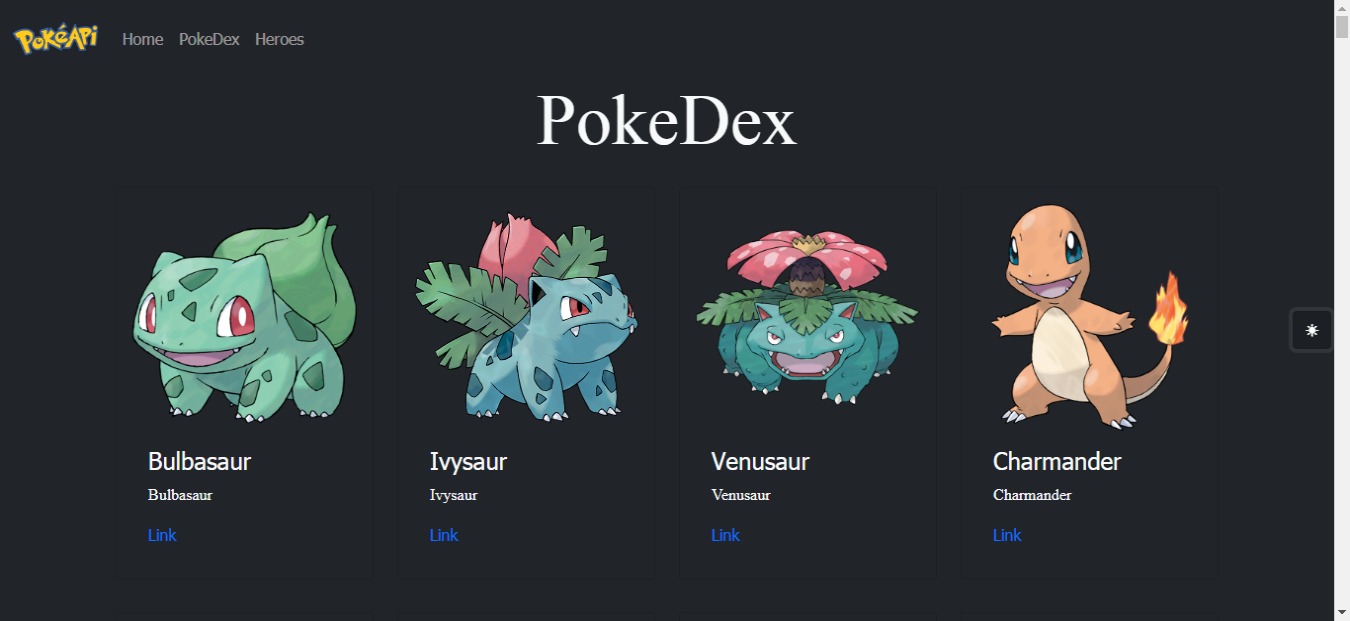 PokéAPi Home PokeDex Heroes
PokeDex
Bulbasaur Ivysaur Venusaur Charmander
Bulbasaur Ivysaur Venusaur Charmander
Link Link Link Link